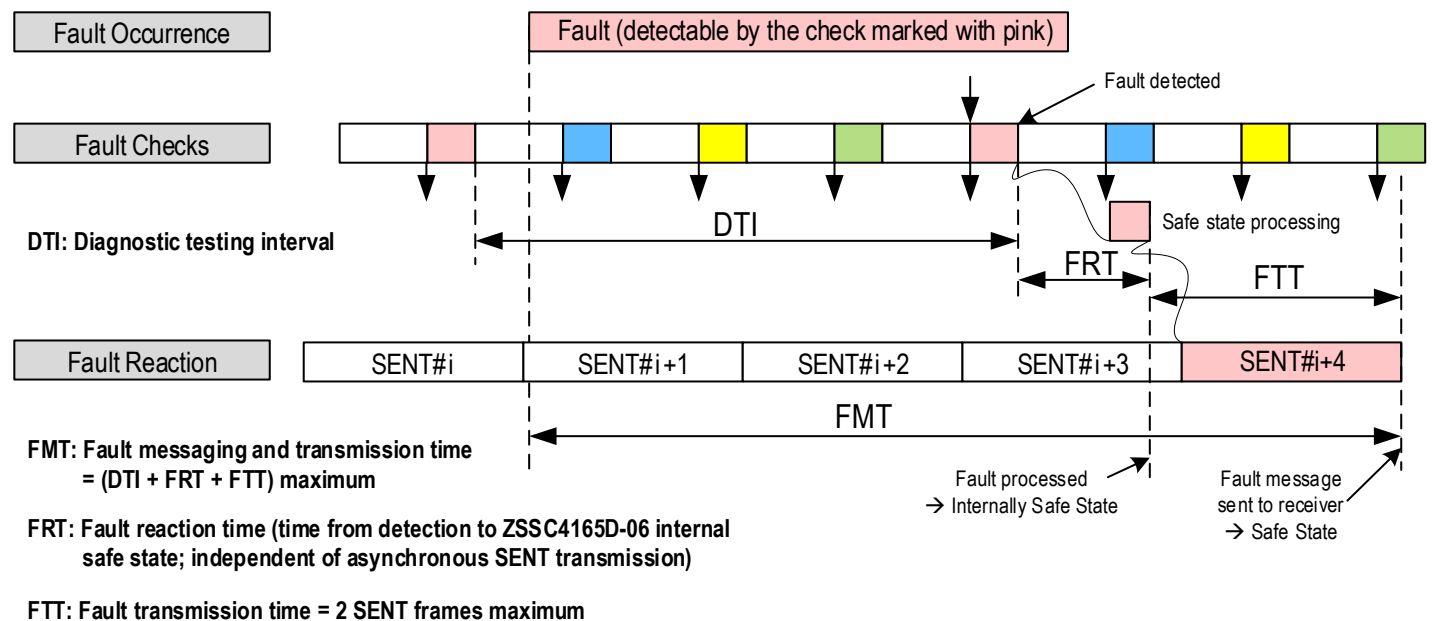 Fault Occurrence
Fault (detectable by the check marked with pink)
Fault detected
Fault Checks
DTI
Safe state processing
DTI: Diagnostic testing interval
FRT
FTT
Fault Reaction
SENT#i
SENT#i+1
SENT#i+2
SENT#i+3
SENT#i+4
FMT
FMT: Fault messaging and transmission time
= (DTI + FRT + FTT) maximum
Fault processed
→ Internally Safe State
Fault message
sent to receiver
→ Safe State
FRT: Fault reaction time (time from detection to ZSSC4165D-06 internal
safe state; independent of asynchronous SENT transmission)
FTT: Fault transmission time = 2 SENT frames maximum